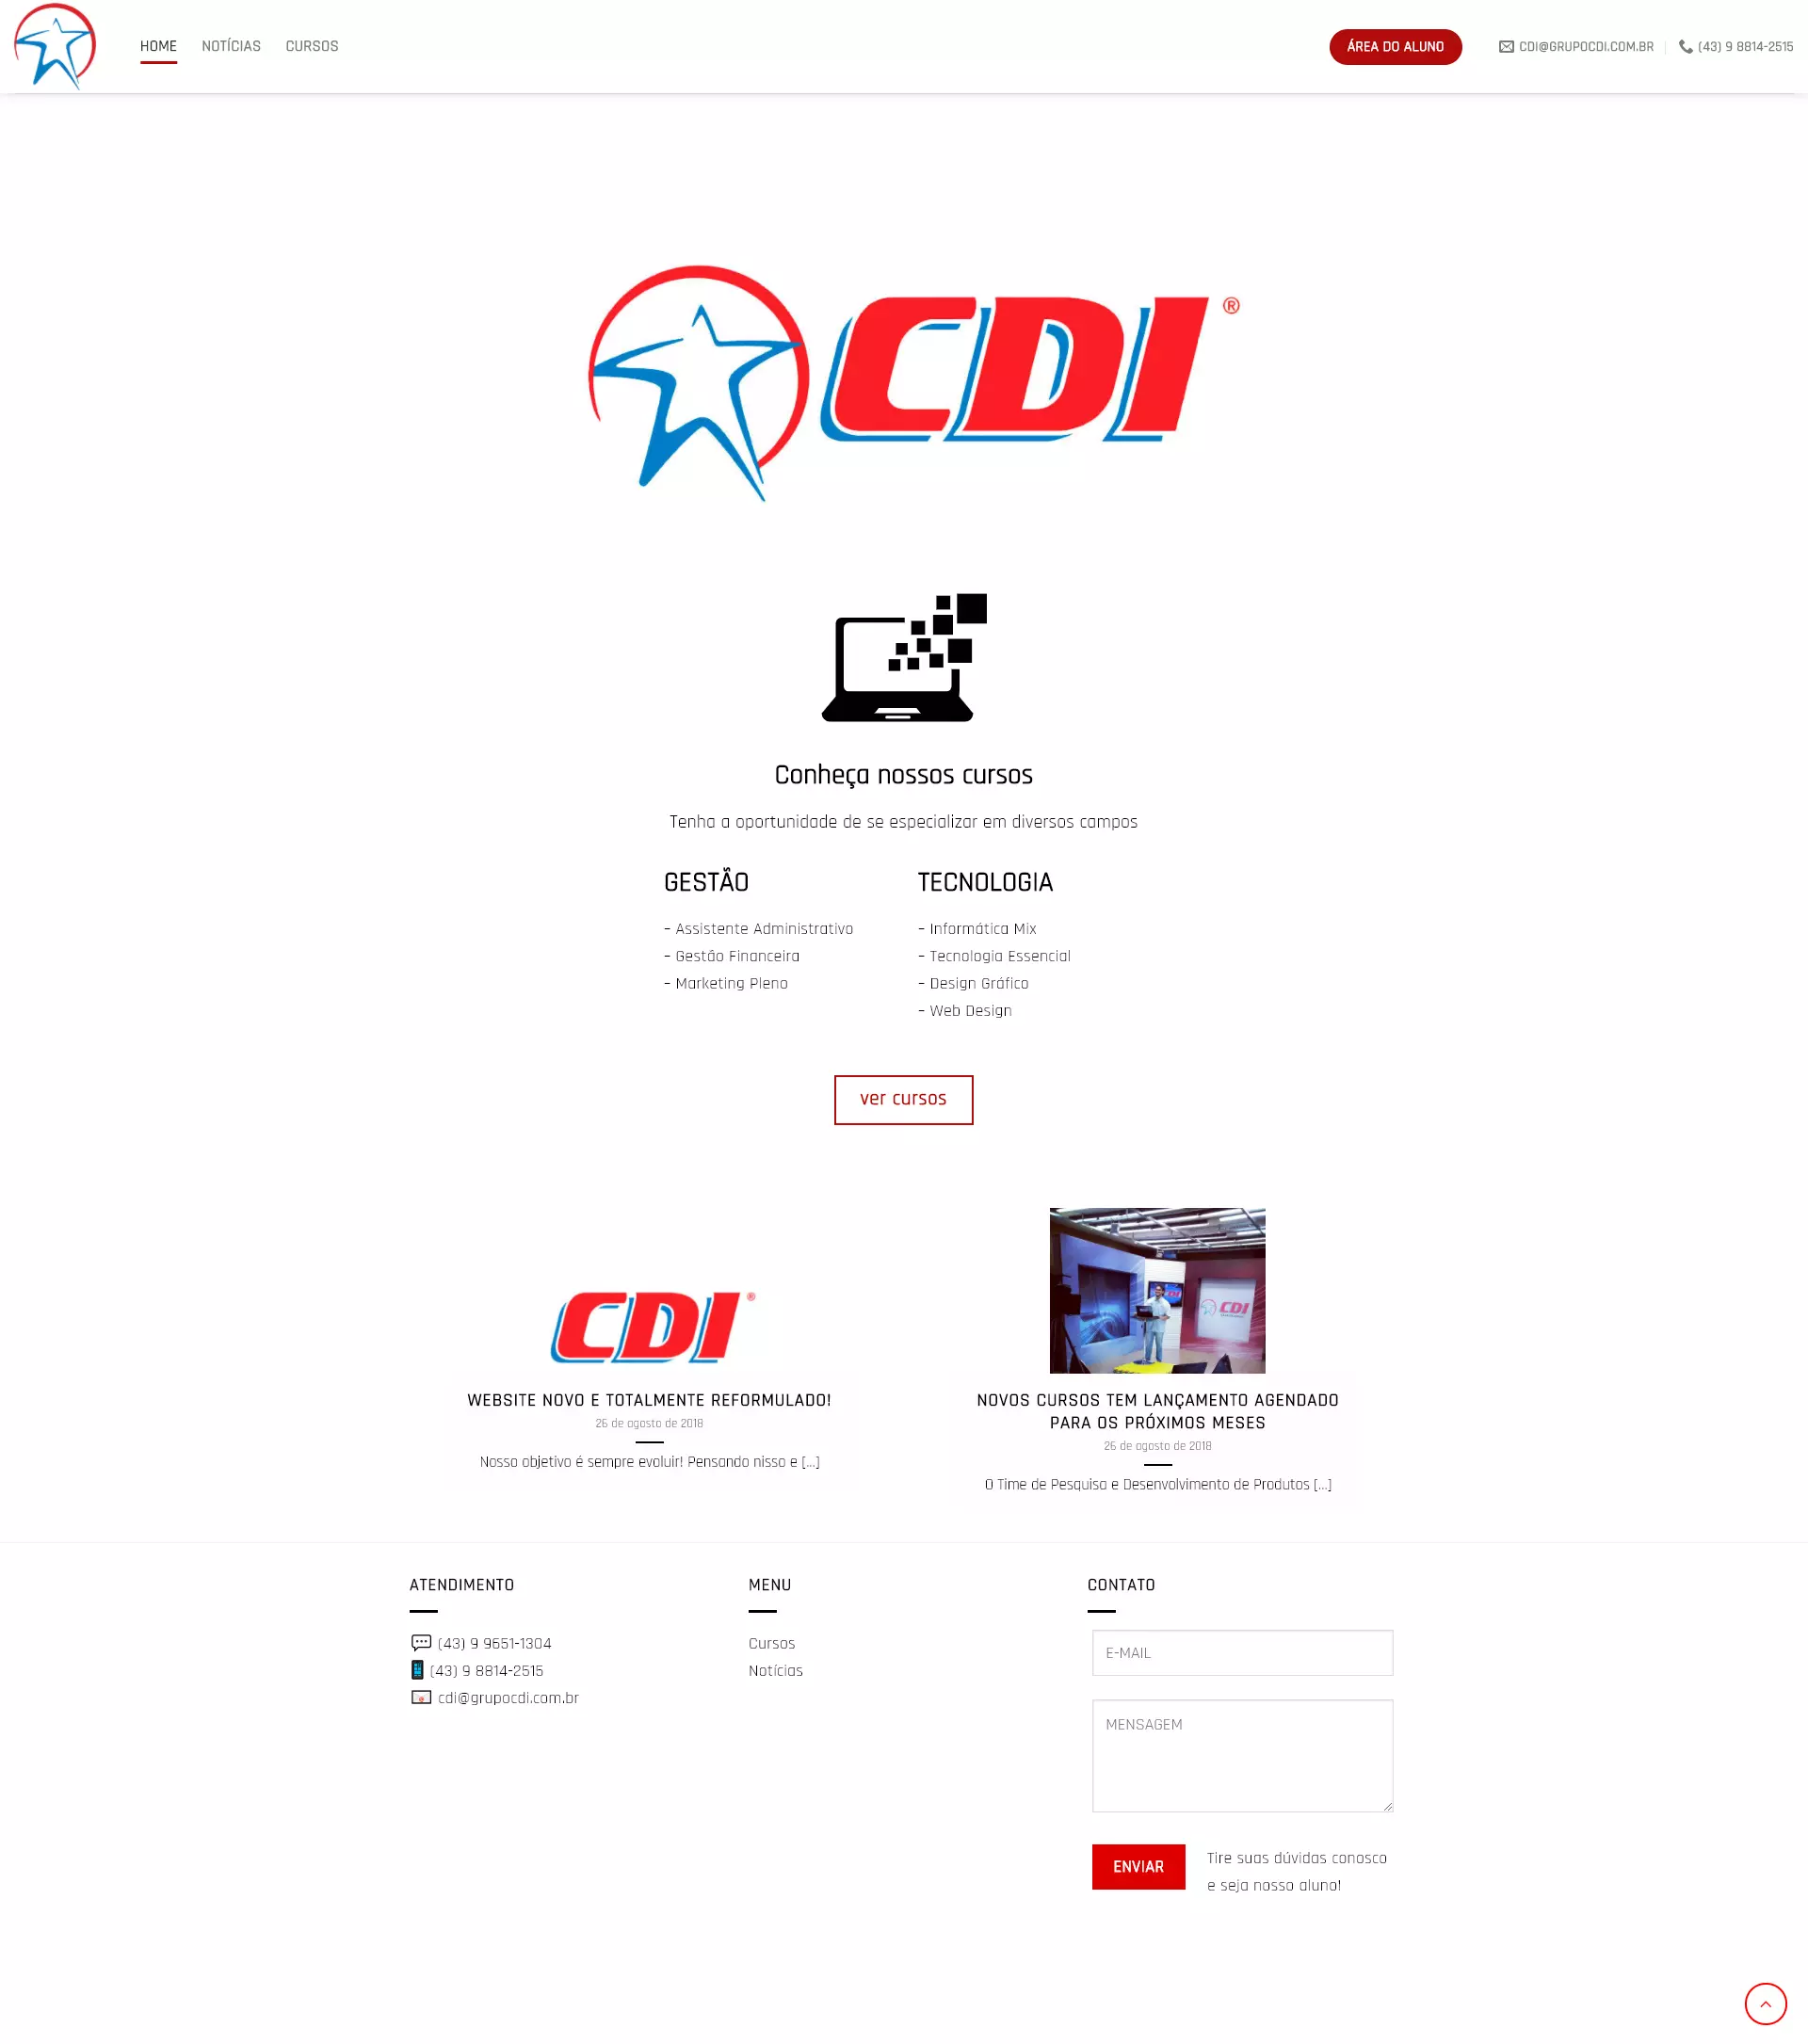 HOME NOTÍCIAS CURSOS ÁREA DO ALUNO CDI@GRUPOCDI.COM.BR (43) 9 8814-2515
CDI®
Conheça nossos cursos
Tenha a oportunidade de se especializar em diversos campos
GESTÃO
- Assistente Administrativo
- Gestão Financeira
- Marketing Pleno
TECNOLOGIA
- Informática Mix
- Tecnologia Essencial
- Design Gráfico
- Web Design
ver cursos
CDI®
WEBSITE NOVO E TOTALMENTE REFORMULADO!
26 de agosto de 2018
Nosso objetivo é sempre evoluir! Pensando nisso e [...]
CDI
CDI
NOVOS CURSOS TEM LANÇAMENTO AGENDADO
PARA OS PRÓXIMOS MESES
26 de agosto de 2018
O Time de Pesquisa e Desenvolvimento de Produtos [...]
ATENDIMENTO
(43) 9 9651-1304
(43) 9 8814-2515
cdi@grupocdi.com.br
MENU
Cursos
Notícias
CONTATO
E-MAIL
MENSAGEM
ENVIAR
Tire suas dúvidas conosco
e seja nosso aluno!